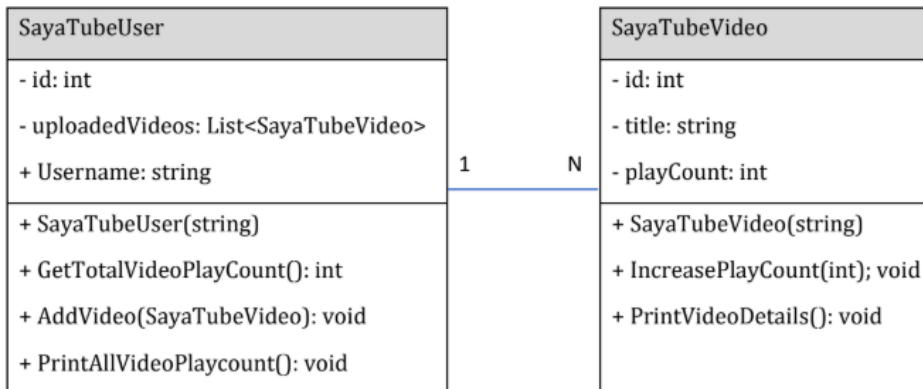 SayaTubeUser
- id: int
- uploadedVideos: List<SayaTubeVideo>
+ Username: string
+ SayaTubeUser(string)
+ GetTotalVideoPlayCount(): int
+ AddVideo(SayaTubeVideo): void
+ PrintAllVideoPlaycount(): void
1
N
SayaTubeVideo
- id: int
- title: string
- playCount: int
+ SayaTubeVideo(string)
+ IncreasePlayCount(int); void
+ PrintVideoDetails(): void